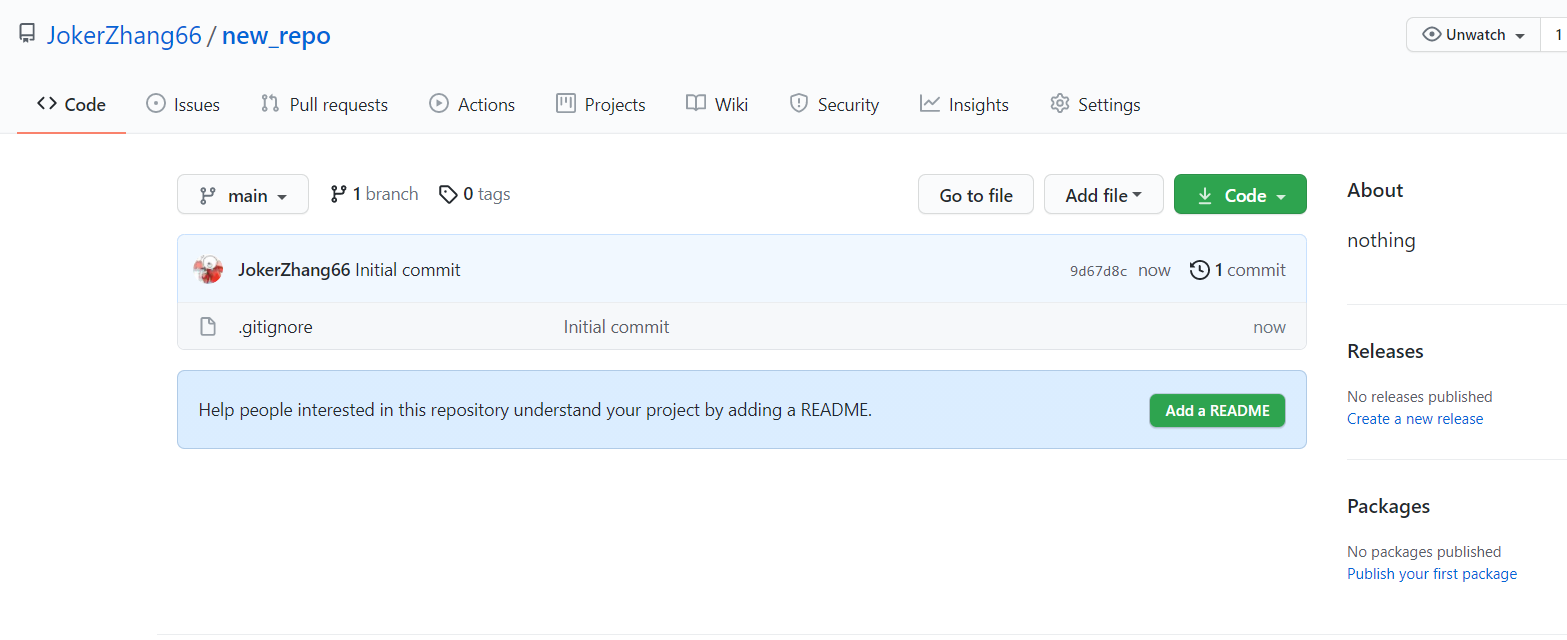 JokerZhang66 / new_repo
Unwatch 1
Code Issues Pull requests Actions Projects Wiki Security Insights Settings
main 1 branch 0 tags Go to file Add file Code
JokerZhang66 Initial commit 9d67d8c now 1 commit
.gitignore Initial commit now
Help people interested in this repository understand your project by adding a README. Add a README
About
nothing
Releases
No releases published
Create a new release
Packages
No packages published
Publish your first package